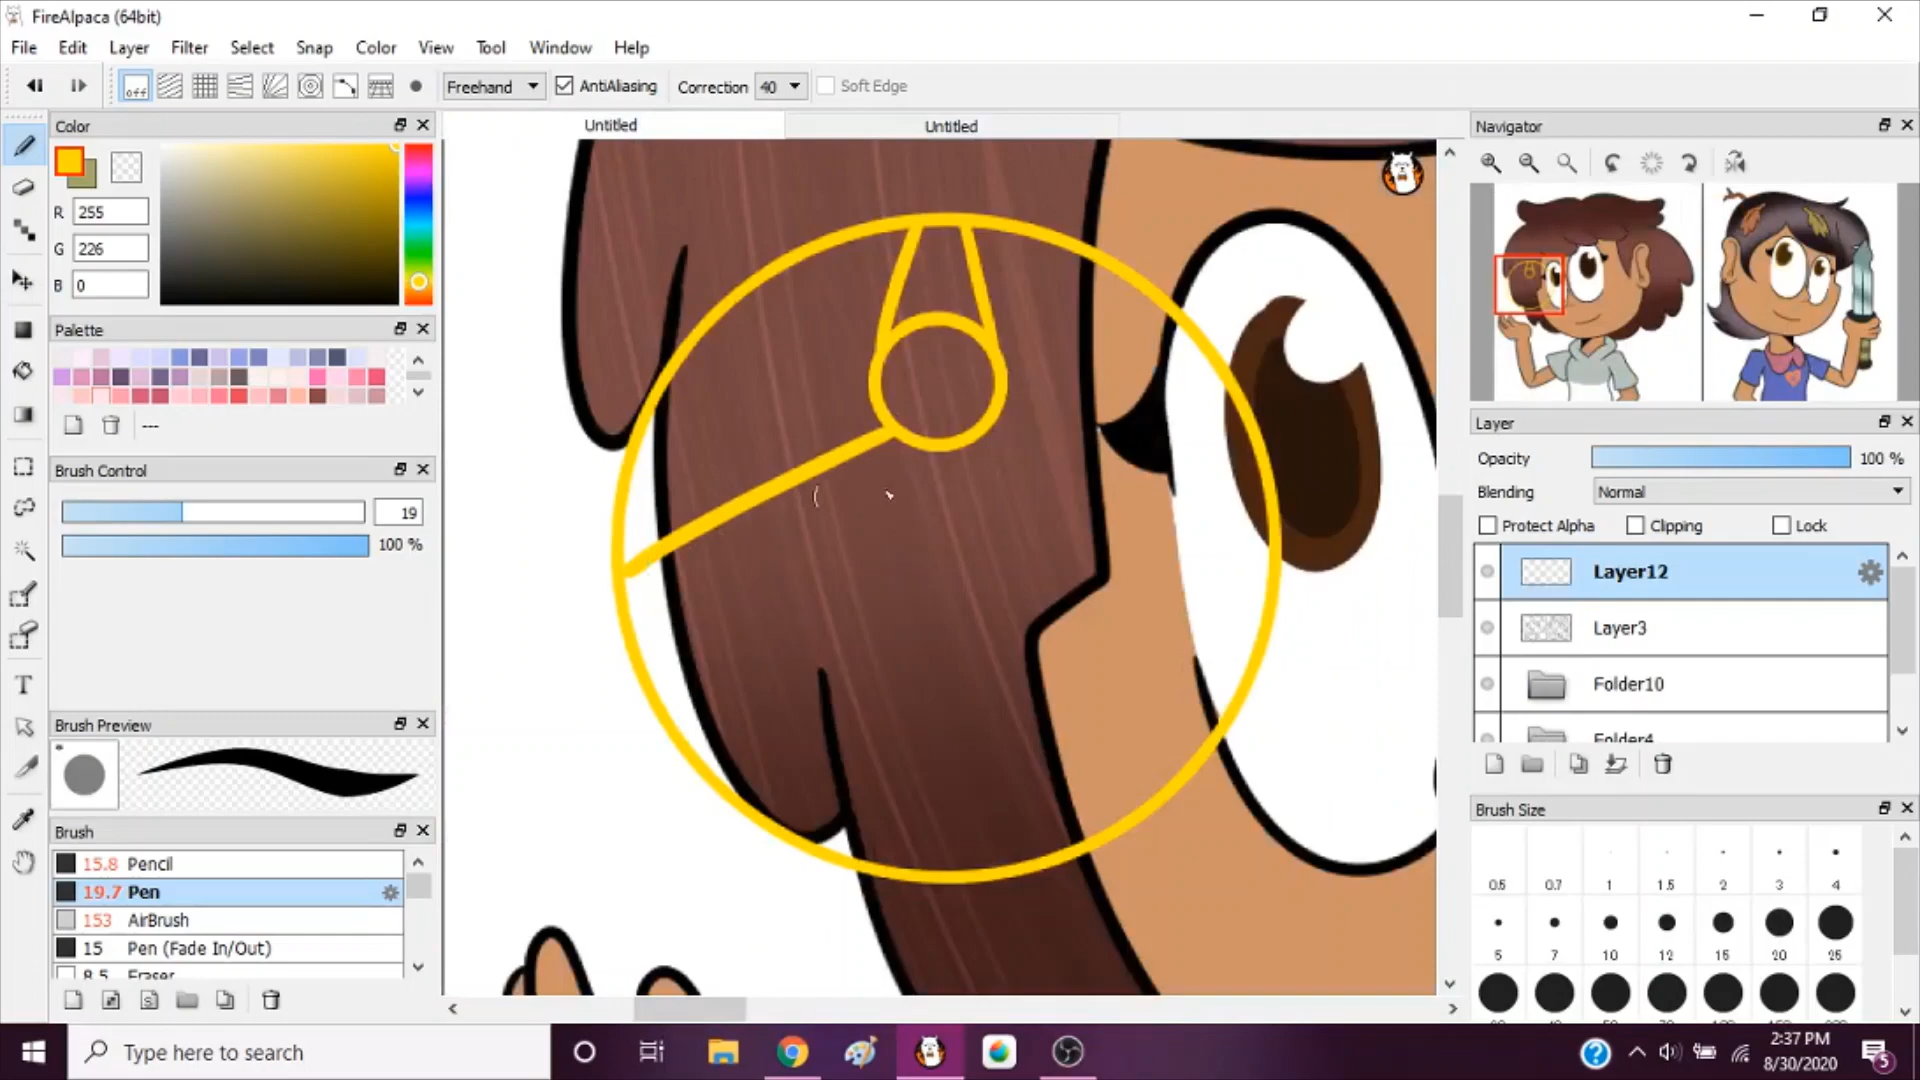 FireAlpaca (64bit)
File Edit Layer Filter Select Snap Color View Tool Window Help
off Freehand AntiAliasing Correction 40 Soft Edge
Color
R 255
G 226
B 0
Palette
---
Brush Control
19
100 %
Brush Preview
Brush
15.8 Pencil
19.7 Pen
153 AirBrush
15 Pen (Fade In/Out)
8.5 Eraser
Untitled Untitled
Navigator
Layer
Opacity 100 %
Blending Normal
Protect Alpha Clipping Lock
Layer12
Layer3
Folder10
Folder4
Brush Size
0.5 0.7 1 1.5 2 3 4
5 7 10 12 15 20 25
Type here to search
2:37 PM
8/30/2020
5